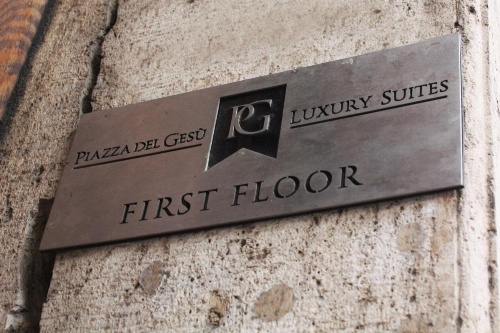 PIAZZA DEL GESÙ PG LUXURY SUITES
FIRST FLOOR